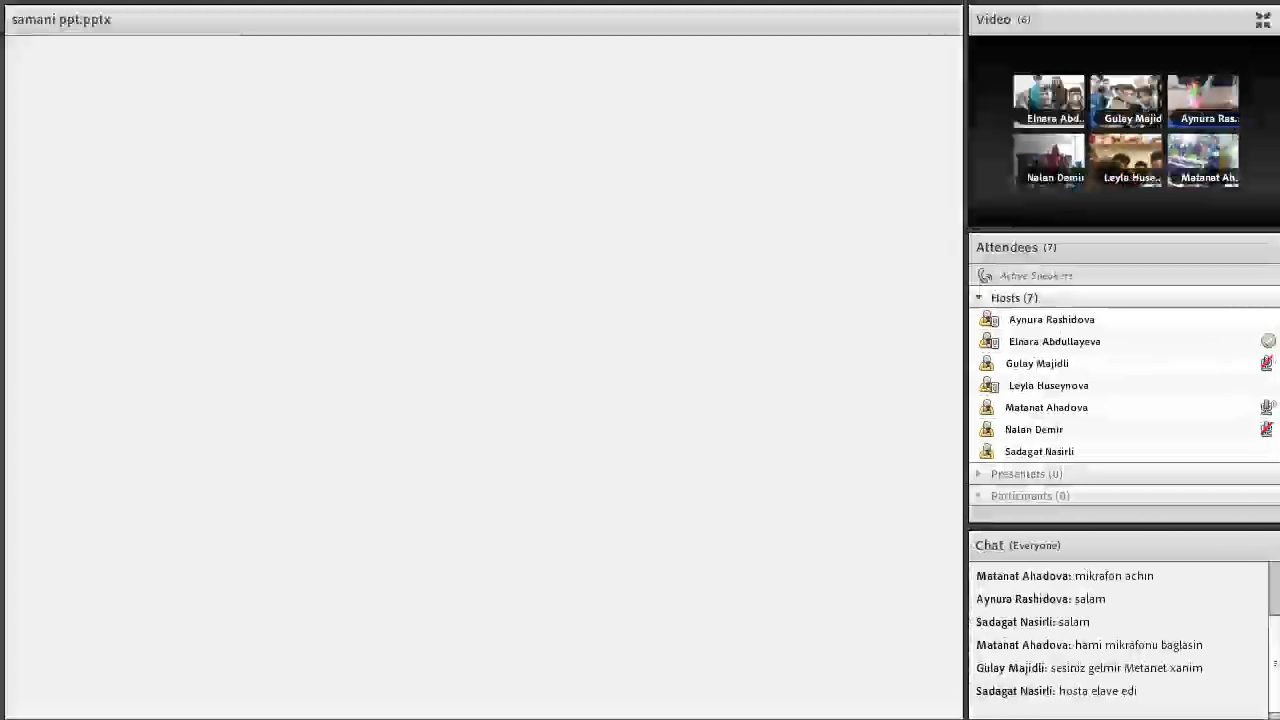 samani ppt.pptx
Video (6)
Elnara Abd..
Gulay Majid
Aynura Ras..
Nalan Demir
Leyla Huse..
Matanat Ah.
Attendees (7)
Active Speakers
Hosts (7)
Aynura Rashidova
Elnara Abdullayeva
Gulay Majidli
Leyla Huseynova
Matanat Ahadova
Nalan Demir
Sadagat Nasirli
Presenters (0)
Participants (0)
Chat (Everyone)
Matanat Ahadova: mikrafon achın
Aynura Rashidova: salam
Sadagat Nasirli: salam
Matanat Ahadova: hami mikrafonu baglasin
Gulay Majidli: sesiniz gelmir Metanet xanim
Sadagat Nasirli: hosta elave edi